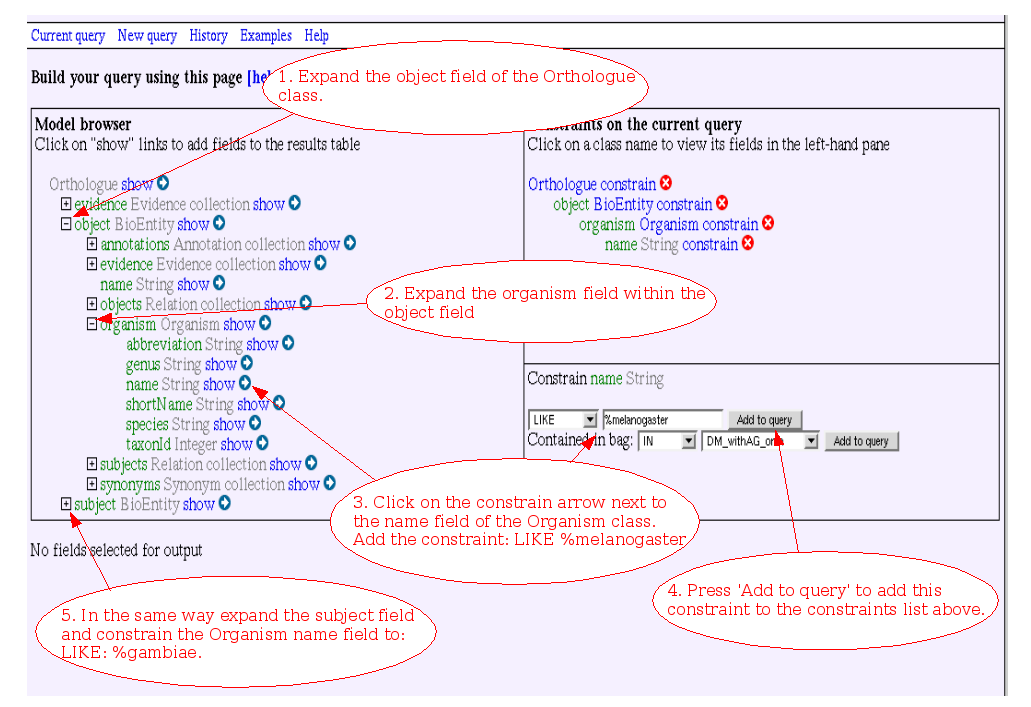 Current query New query History Examples Help
Build your query using this page [he
1. Expand the object field of the Orthologue
class.
Model browser
Click on "show" links to add fields to the results table
Orthologue show
evidence Evidence collection show
object BioEntity show
annotations Annotation collection show
evidence Evidence collection show
name String show
objects Relation collection show
organism Organism show
abbreviation String show
genus String show
name String show
shortName String show
species String show
taxonId Integer show
subjects Relation collection show
synonyms Synonym collection show
subject BioEntity show
Constraints on the current query
Click on a class name to view its fields in the left-hand pane
Orthologue constrain
object BioEntity constrain
organism Organism constrain
name String constrain
2. Expand the organism field within the
object field
Constrain name String
LIKE %melanogaster Add to query
Contained in bag: IN DM_withAG_orth Add to query
3. Click on the constrain arrow next to
the name field of the Organism class.
Add the constraint: LIKE %melanogaster
4. Press 'Add to query' to add this
constraint to the constraints list above.
No fields selected for output
5. In the same way expand the subject field
and constrain the Organism name field to:
LIKE: %gambiae.